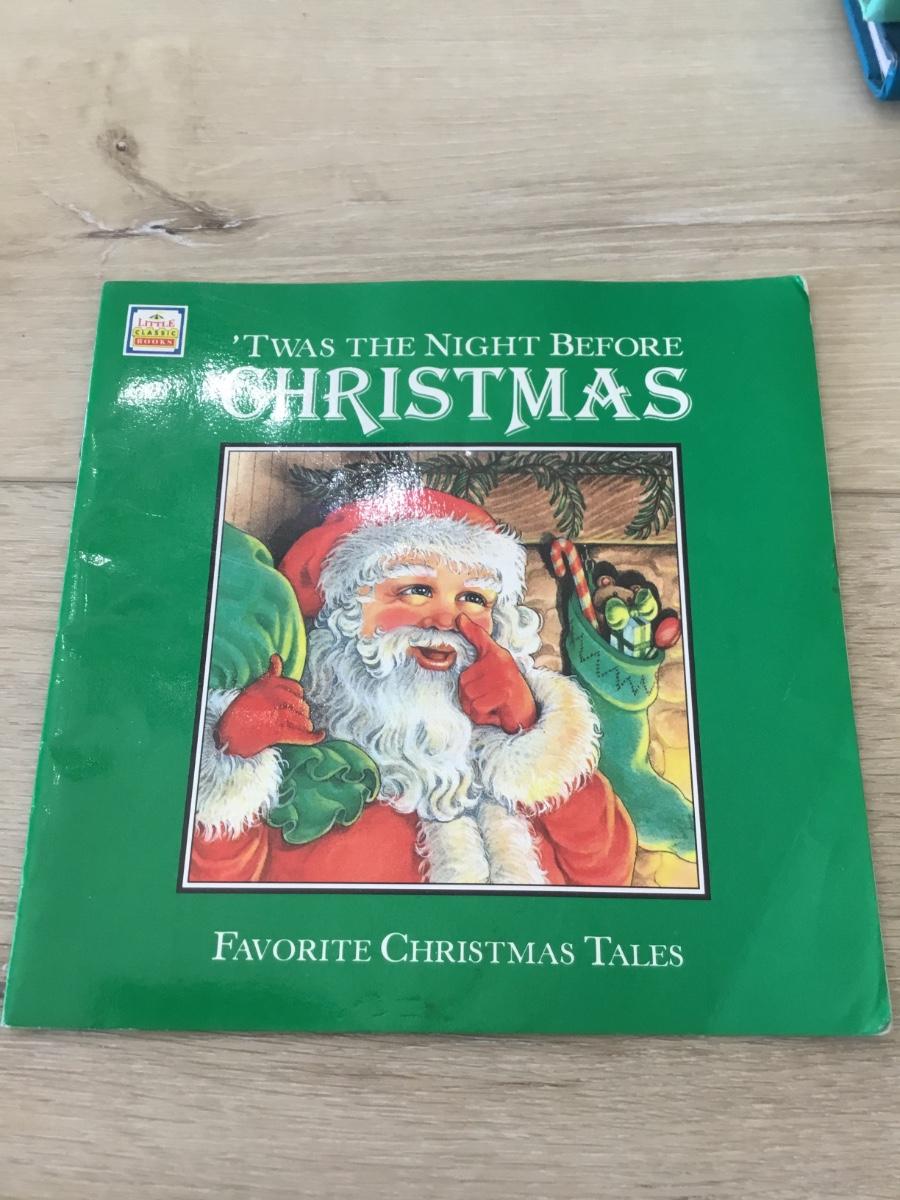 LITTLE
CLASSIC
BOOKS
'TWAS THE NIGHT BEFORE
CHRISTMAS
FAVORITE CHRISTMAS TALES